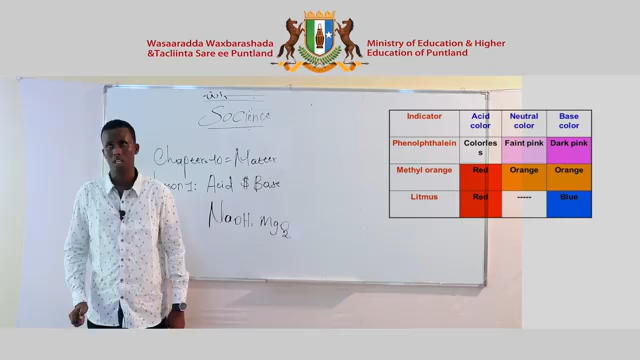 Wasaaradda Waxbarashada
&Tacliinta Sare ee Puntland
Ministry of Education & Higher
Education of Puntland
Socience
Chapter 10 = Matter
Lesson 1: Acid $ Base
NaOH, MgO2
Indicator Acid color Neutral color Base color
Phenolphthalein Colorless Faint pink Dark pink
Methyl orange Red Orange Orange
Litmus Red ----- Blue